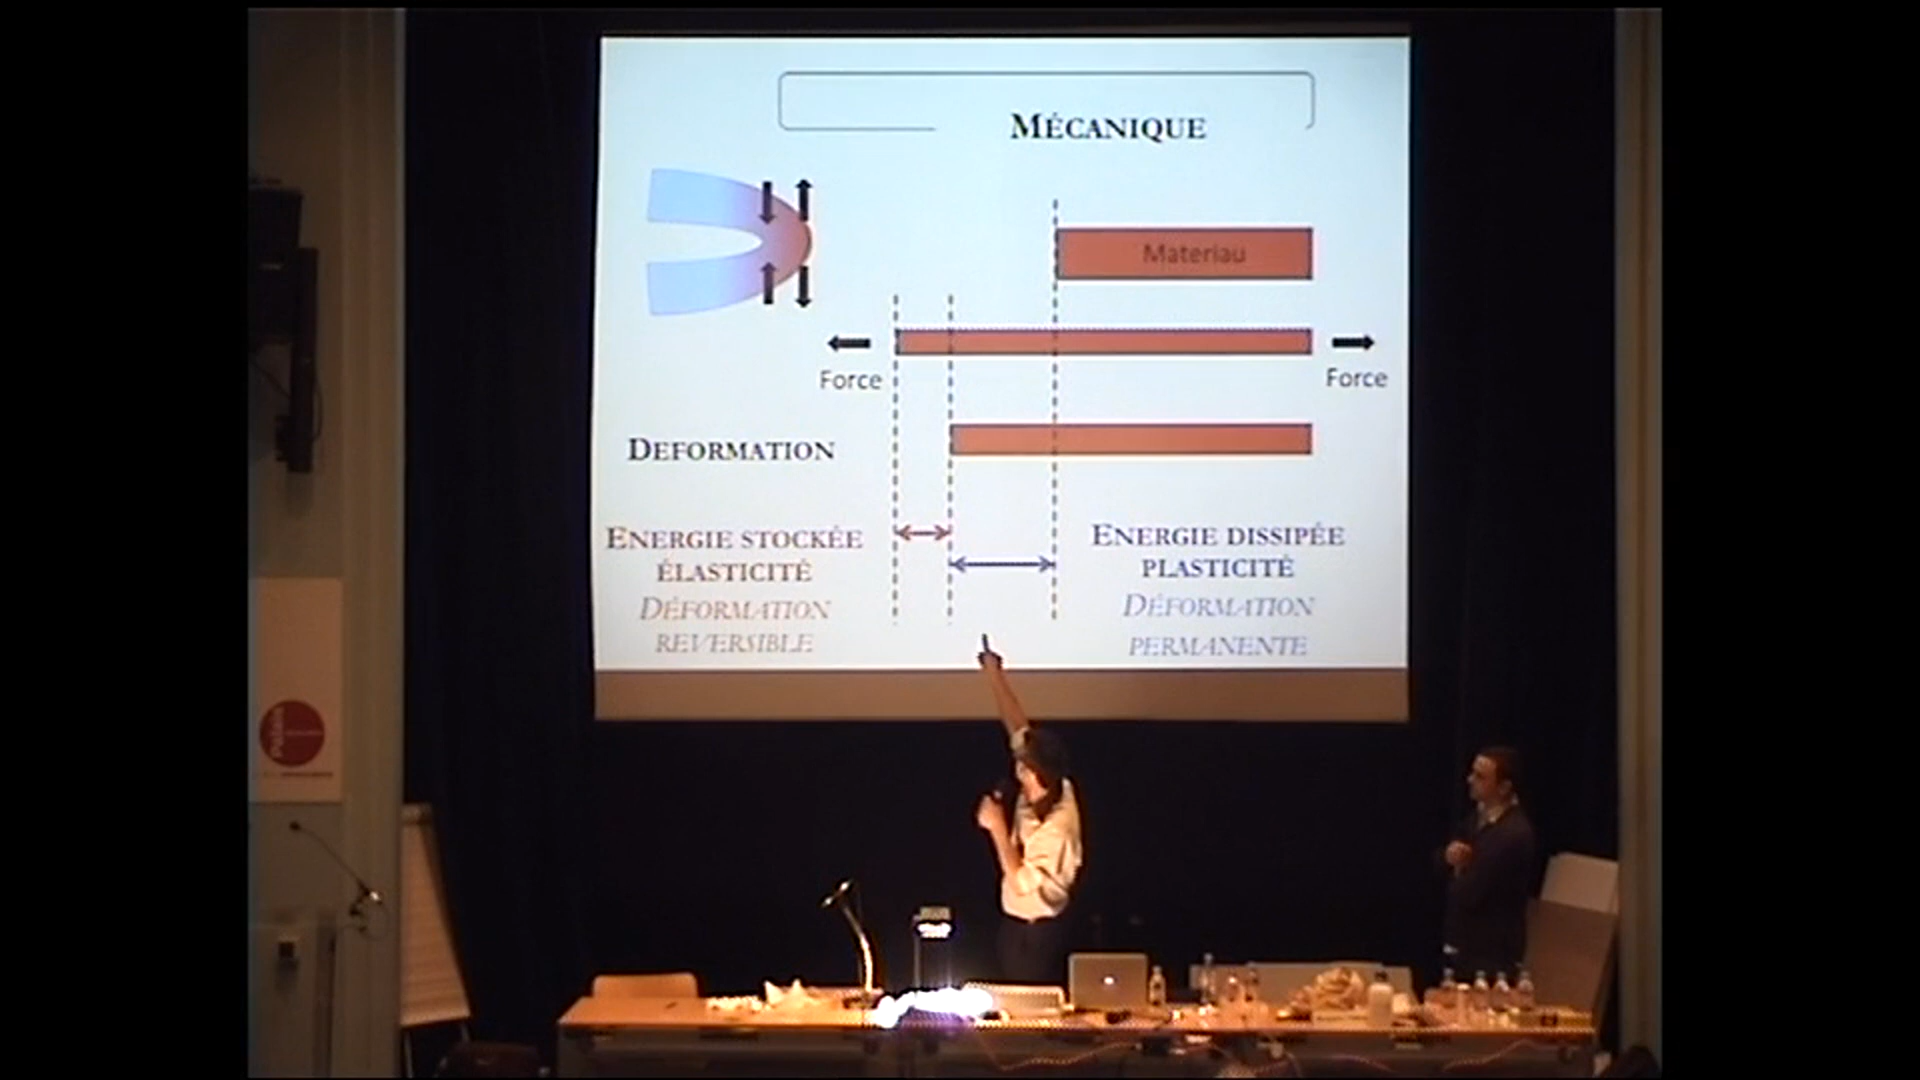 MÉCANIQUE
Materiau
Force
Force
DEFORMATION
ENERGIE STOCKÉE
ÉLASTICITÉ
DÉFORMATION
REVERSIBLE
ENERGIE DISSIPÉE
PLASTICITÉ
DÉFORMATION
PERMANENTE